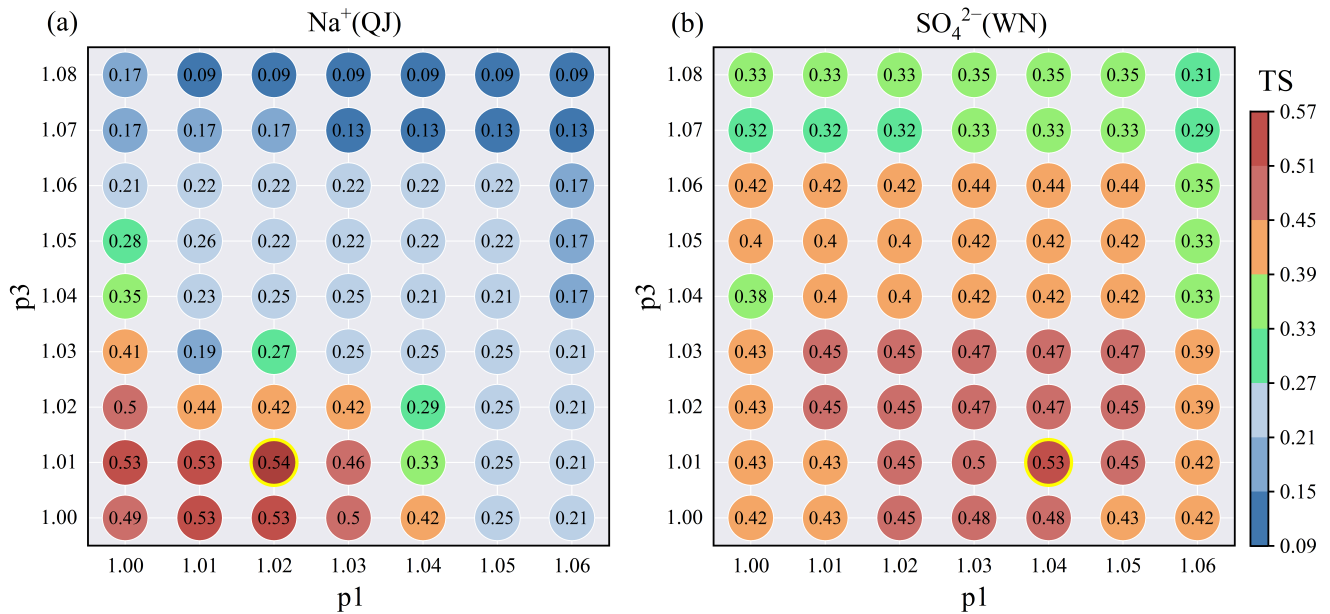 (a) Na⁺(QJ)
1.08 0.17 0.09 0.09 0.09 0.09 0.09 0.09
1.07 0.17 0.17 0.17 0.13 0.13 0.13 0.13
1.06 0.21 0.22 0.22 0.22 0.22 0.22 0.17
1.05 0.28 0.26 0.22 0.22 0.22 0.22 0.17
1.04 0.35 0.23 0.25 0.25 0.21 0.21 0.17
p3
1.03 0.41 0.19 0.27 0.25 0.25 0.25 0.21
1.02 0.5 0.44 0.42 0.42 0.29 0.25 0.21
1.01 0.53 0.53 0.54 0.46 0.33 0.25 0.21
1.00 0.49 0.53 0.53 0.5 0.42 0.25 0.21
1.00 1.01 1.02 1.03 1.04 1.05 1.06
p1
(b) SO₄²⁻(WN)
1.08 0.33 0.33 0.33 0.35 0.35 0.35 0.31
1.07 0.32 0.32 0.32 0.33 0.33 0.33 0.29
1.06 0.42 0.42 0.42 0.44 0.44 0.44 0.35
1.05 0.4 0.4 0.4 0.42 0.42 0.42 0.33
1.04 0.38 0.4 0.4 0.42 0.42 0.42 0.33
p3
1.03 0.43 0.45 0.45 0.47 0.47 0.47 0.39
1.02 0.43 0.45 0.45 0.47 0.47 0.45 0.39
1.01 0.43 0.43 0.45 0.5 0.53 0.45 0.42
1.00 0.42 0.43 0.45 0.48 0.48 0.43 0.42
1.00 1.01 1.02 1.03 1.04 1.05 1.06
p1
TS
0.57
0.51
0.45
0.39
0.33
0.27
0.21
0.15
0.09